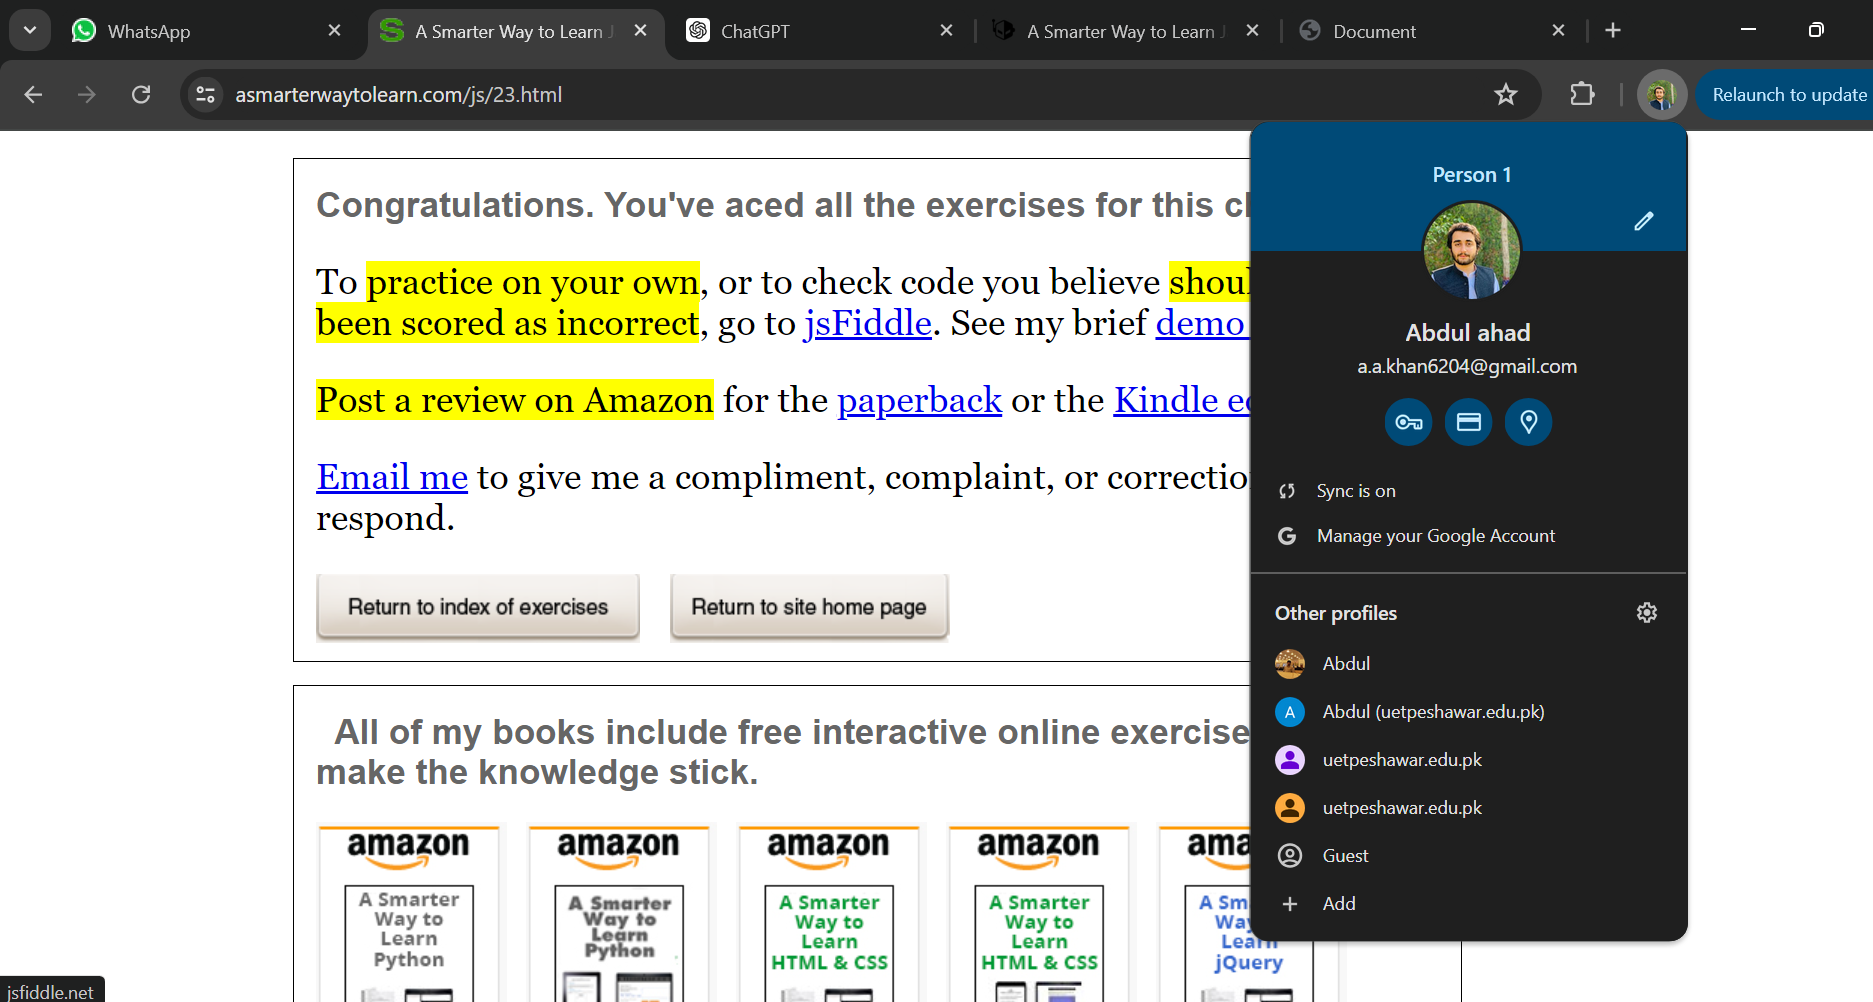 WhatsApp
A Smarter Way to Learn J
ChatGPT
A Smarter Way to Learn J
Document
asmarterwaytolearn.com/js/23.html
Relaunch to update
Congratulations. You've aced all the exercises for this cl
To practice on your own, or to check code you believe shoul
been scored as incorrect, go to jsFiddle. See my brief demo
Post a review on Amazon for the paperback or the Kindle ed
Email me to give me a compliment, complaint, or correctio
respond.
Return to index of exercises
Return to site home page
All of my books include free interactive online exercise
make the knowledge stick.
amazon
A Smarter
Way to
Learn
Python
amazon
A Smarter
Way to
Learn
Python
amazon
A Smarter
Way to
Learn
HTML & CSS
amazon
A Smarter
Way to
Learn
HTML & CSS
ama
A Sm
Way
Learn
jQuery
Person 1
Abdul ahad
a.a.khan6204@gmail.com
Sync is on
Manage your Google Account
Other profiles
Abdul
A
Abdul (uetpeshawar.edu.pk)
uetpeshawar.edu.pk
uetpeshawar.edu.pk
Guest
Add
jsfiddle.net